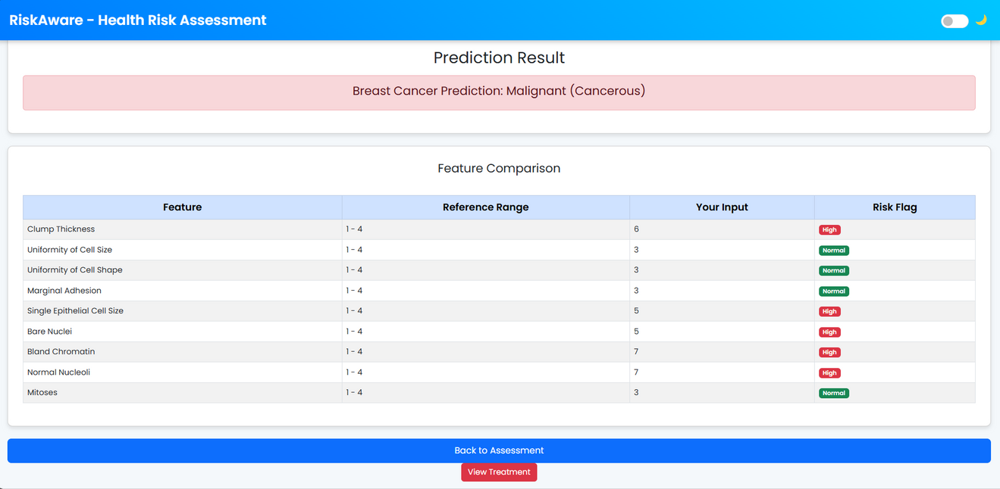 RiskAware - Health Risk Assessment
Prediction Result
Breast Cancer Prediction: Malignant (Cancerous)
Feature Comparison
Feature Reference Range Your Input Risk Flag
Clump Thickness 1 - 4 6 High
Uniformity of Cell Size 1 - 4 3 Normal
Uniformity of Cell Shape 1 - 4 3 Normal
Marginal Adhesion 1 - 4 3 Normal
Single Epithelial Cell Size 1 - 4 5 High
Bare Nuclei 1 - 4 5 High
Bland Chromatin 1 - 4 7 High
Normal Nucleoli 1 - 4 7 High
Mitoses 1 - 4 3 Normal
Back to Assessment
View Treatment